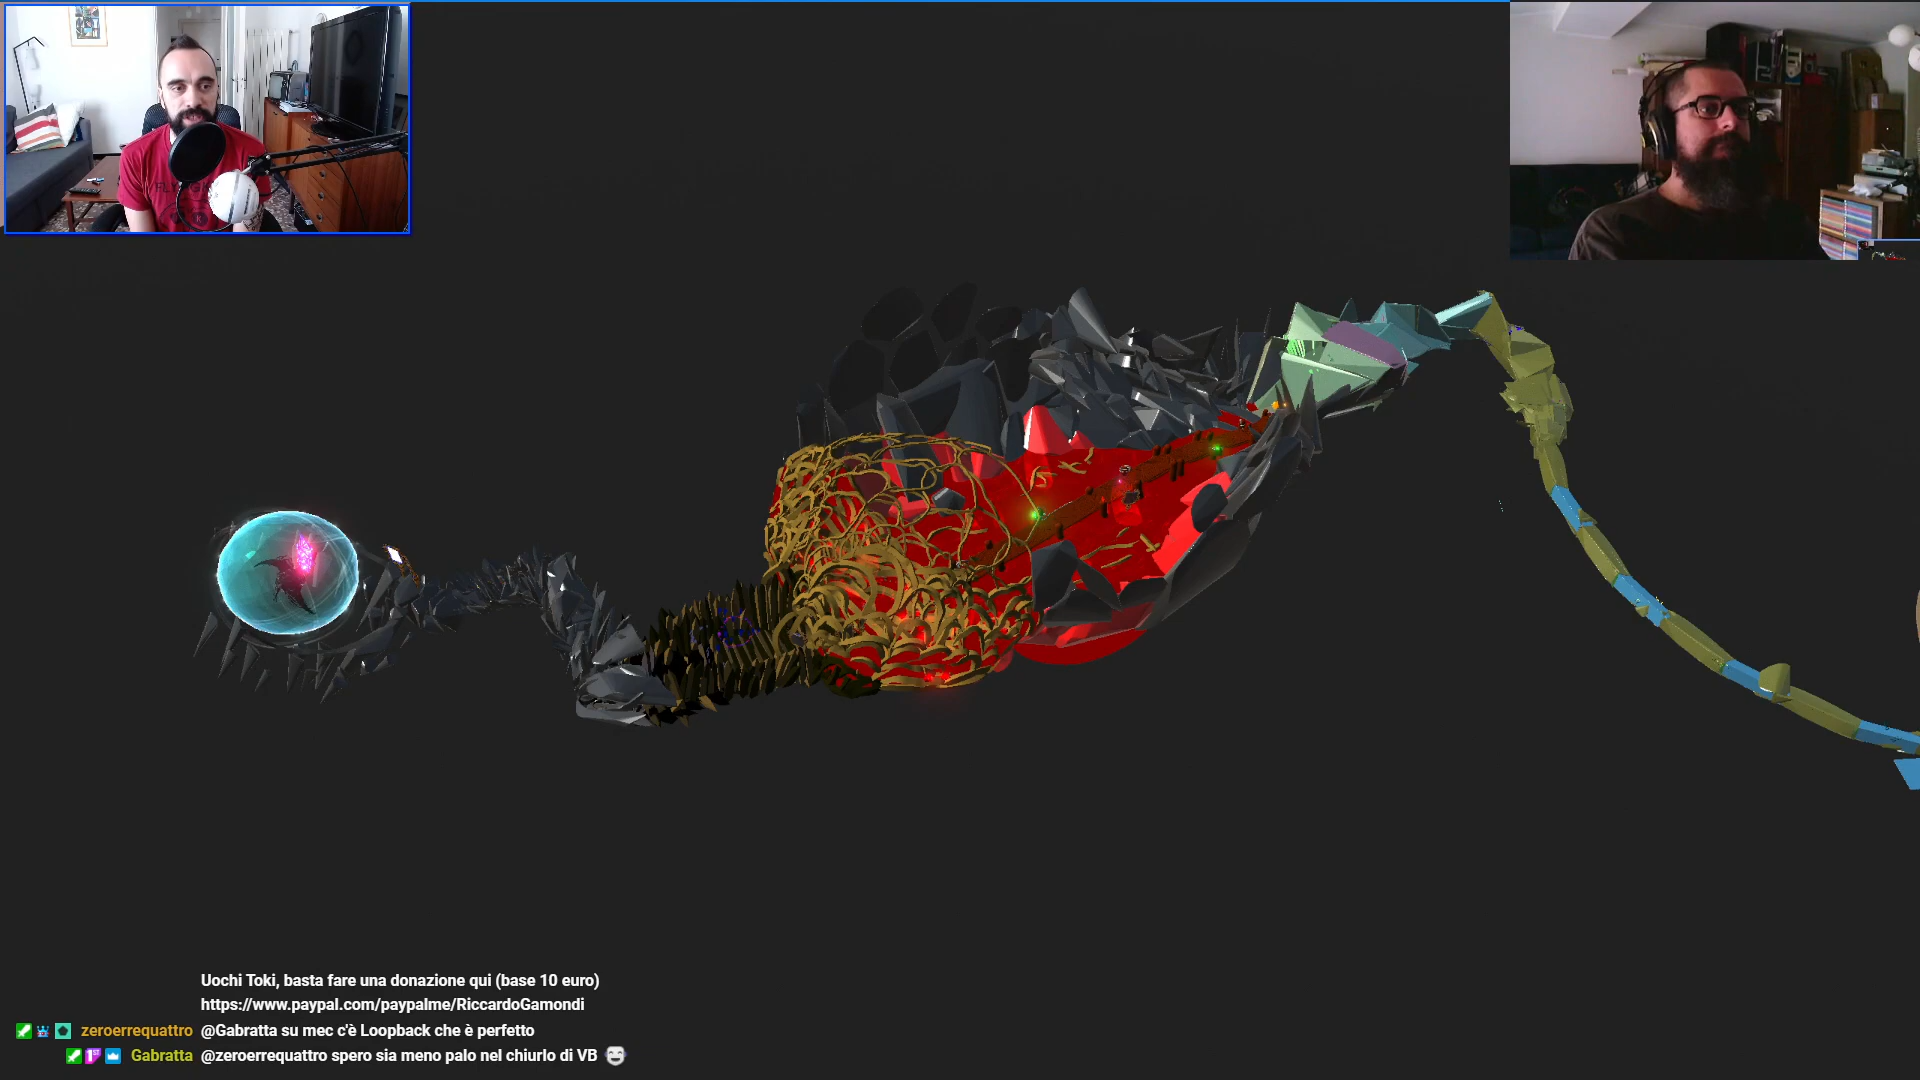 Uochi Toki, basta fare una donazione qui (base 10 euro)
https://www.paypal.com/paypalme/RiccardoGamondi
zeroerrequattro @Gabratta su mec c'è Loopback che è perfetto
Gabratta @zeroerrequattro spero sia meno palo nel chiurlo di VB